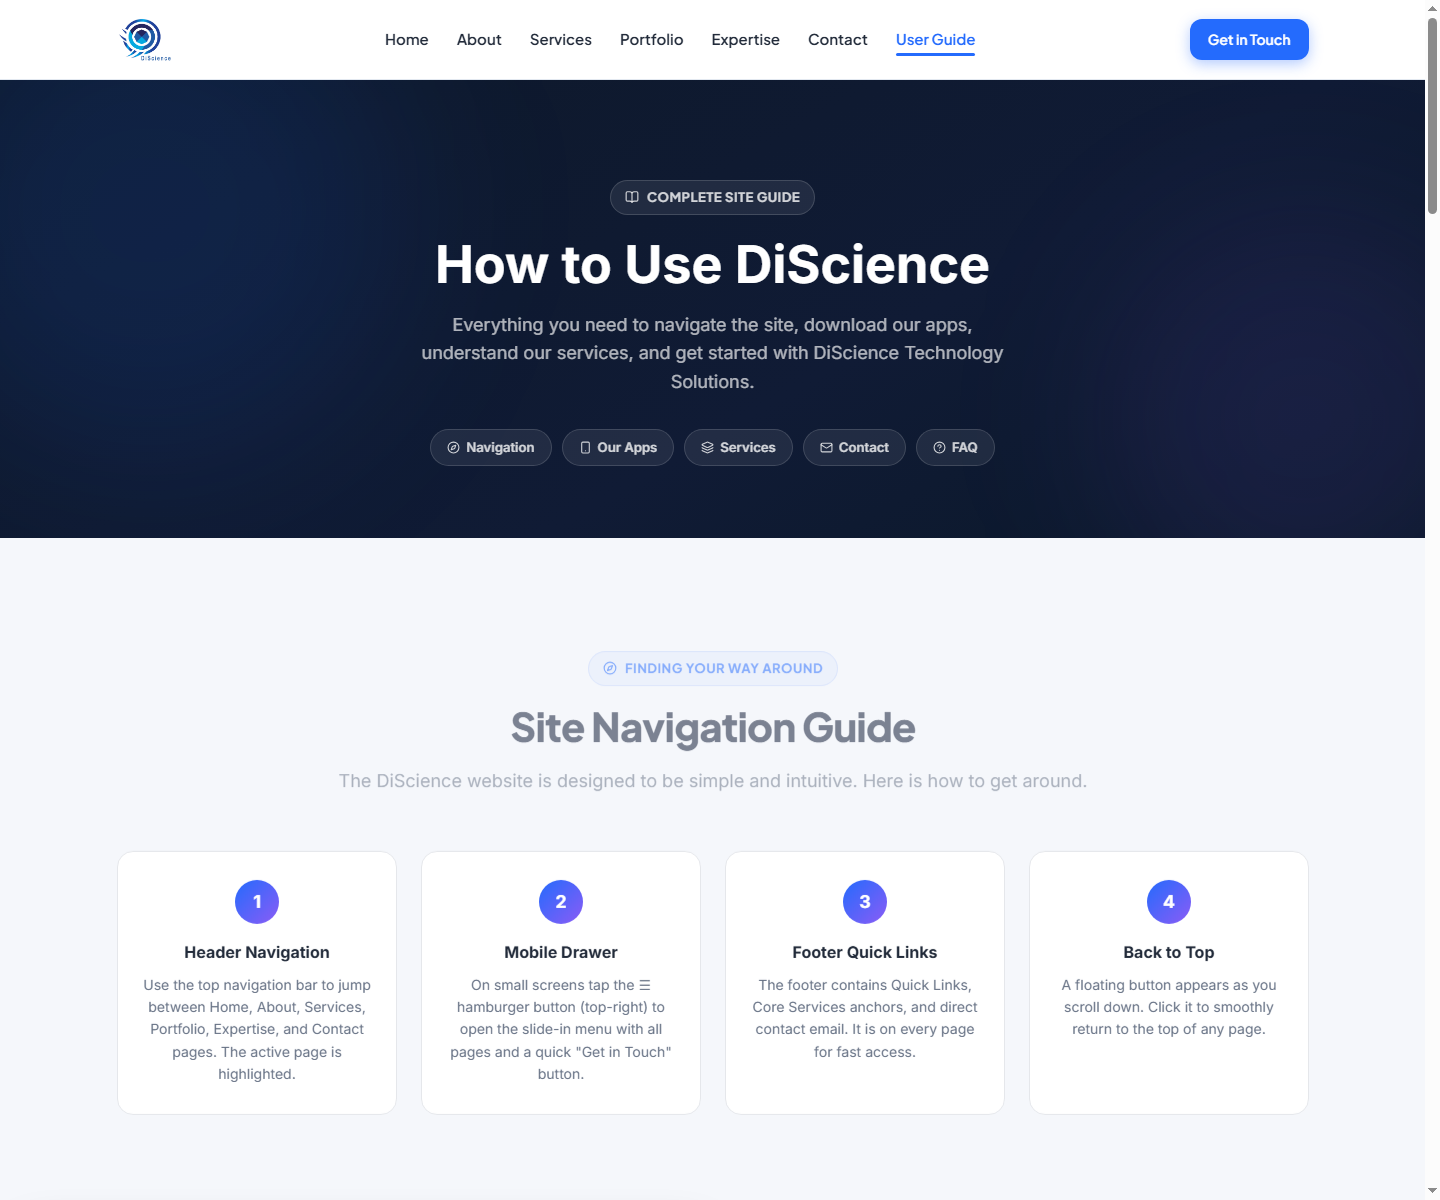 DiScience
Home
About
Services
Portfolio
Expertise
Contact
User Guide
Get In Touch
COMPLETE SITE GUIDE
How to Use DiScience
Everything you need to navigate the site, download our apps,
understand our services, and get started with DiScience Technology
Solutions.
Navigation
Our Apps
Services
Contact
FAQ
FINDING YOUR WAY AROUND
Site Navigation Guide
The DiScience website is designed to be simple and intuitive. Here is how to get around.
1
Header Navigation
Use the top navigation bar to jump
between Home, About, Services,
Portfolio, Expertise, and Contact
pages. The active page is
highlighted.
2
Mobile Drawer
On small screens tap the ☰
hamburger button (top-right) to
open the slide-in menu with all
pages and a quick "Get in Touch"
button.
3
Footer Quick Links
The footer contains Quick Links,
Core Services anchors, and direct
contact email. It is on every page
for fast access.
4
Back to Top
A floating button appears as you
scroll down. Click it to smoothly
return to the top of any page.